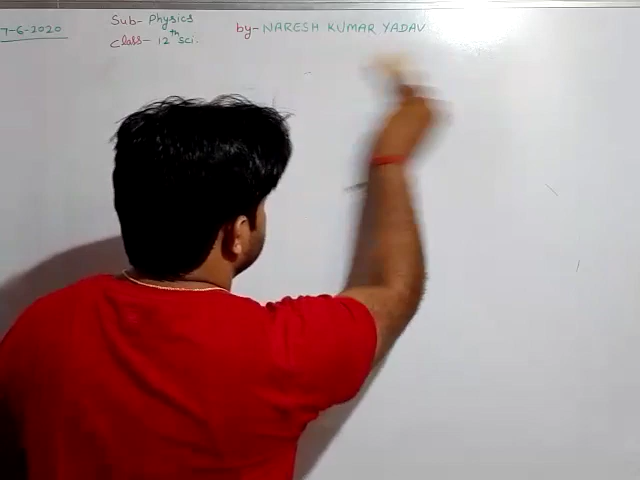 7-6-2020
Sub- Physics
Class- 12th sci.
by- NARESH KUMAR YADAV